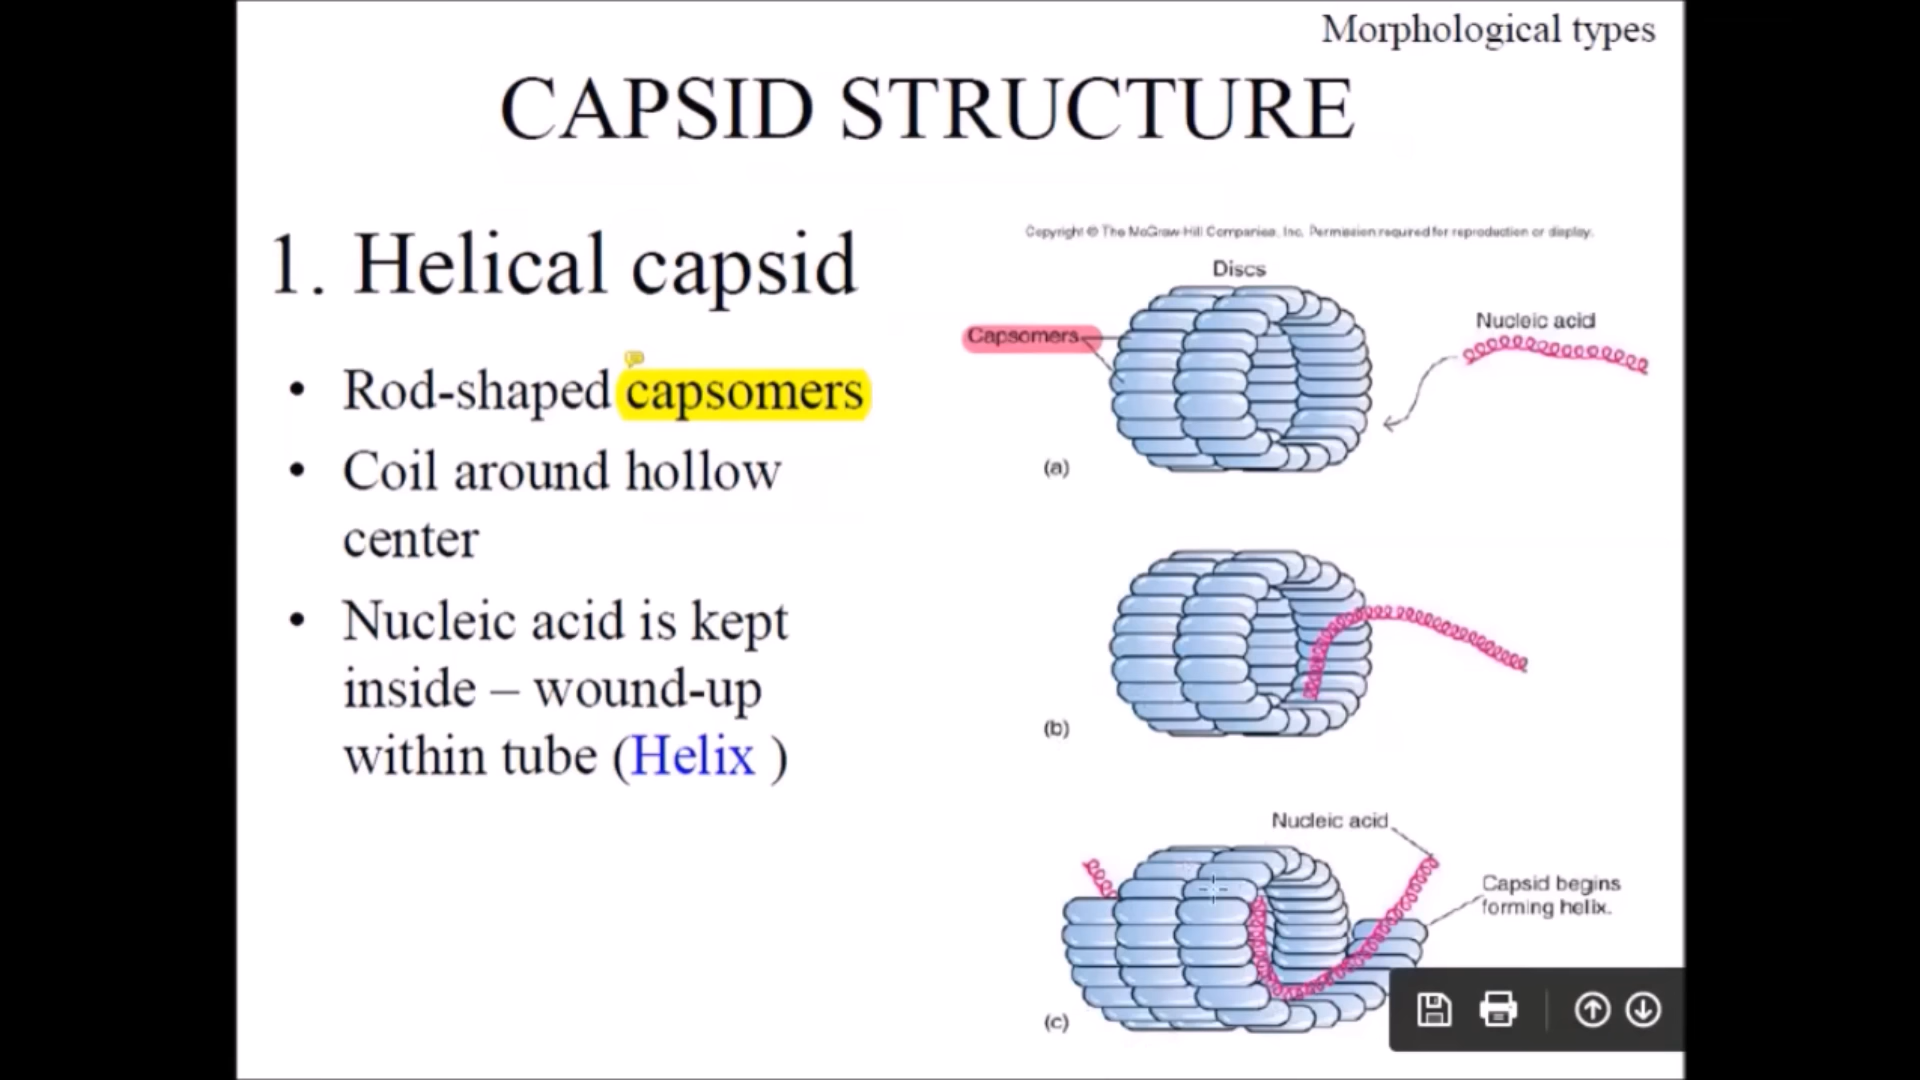 Morphological types
CAPSID STRUCTURE
1. Helical capsid
• Rod-shaped capsomers
• Coil around hollow
center
• Nucleic acid is kept
inside – wound-up
within tube (Helix )
Copyright © The McGraw-Hill Companies, Inc. Permission required for reproduction or display.
Discs
Capsomers
Nucleic acid
(a)
(b)
Nucleic acid
Capsid begins
forming helix.
(c)